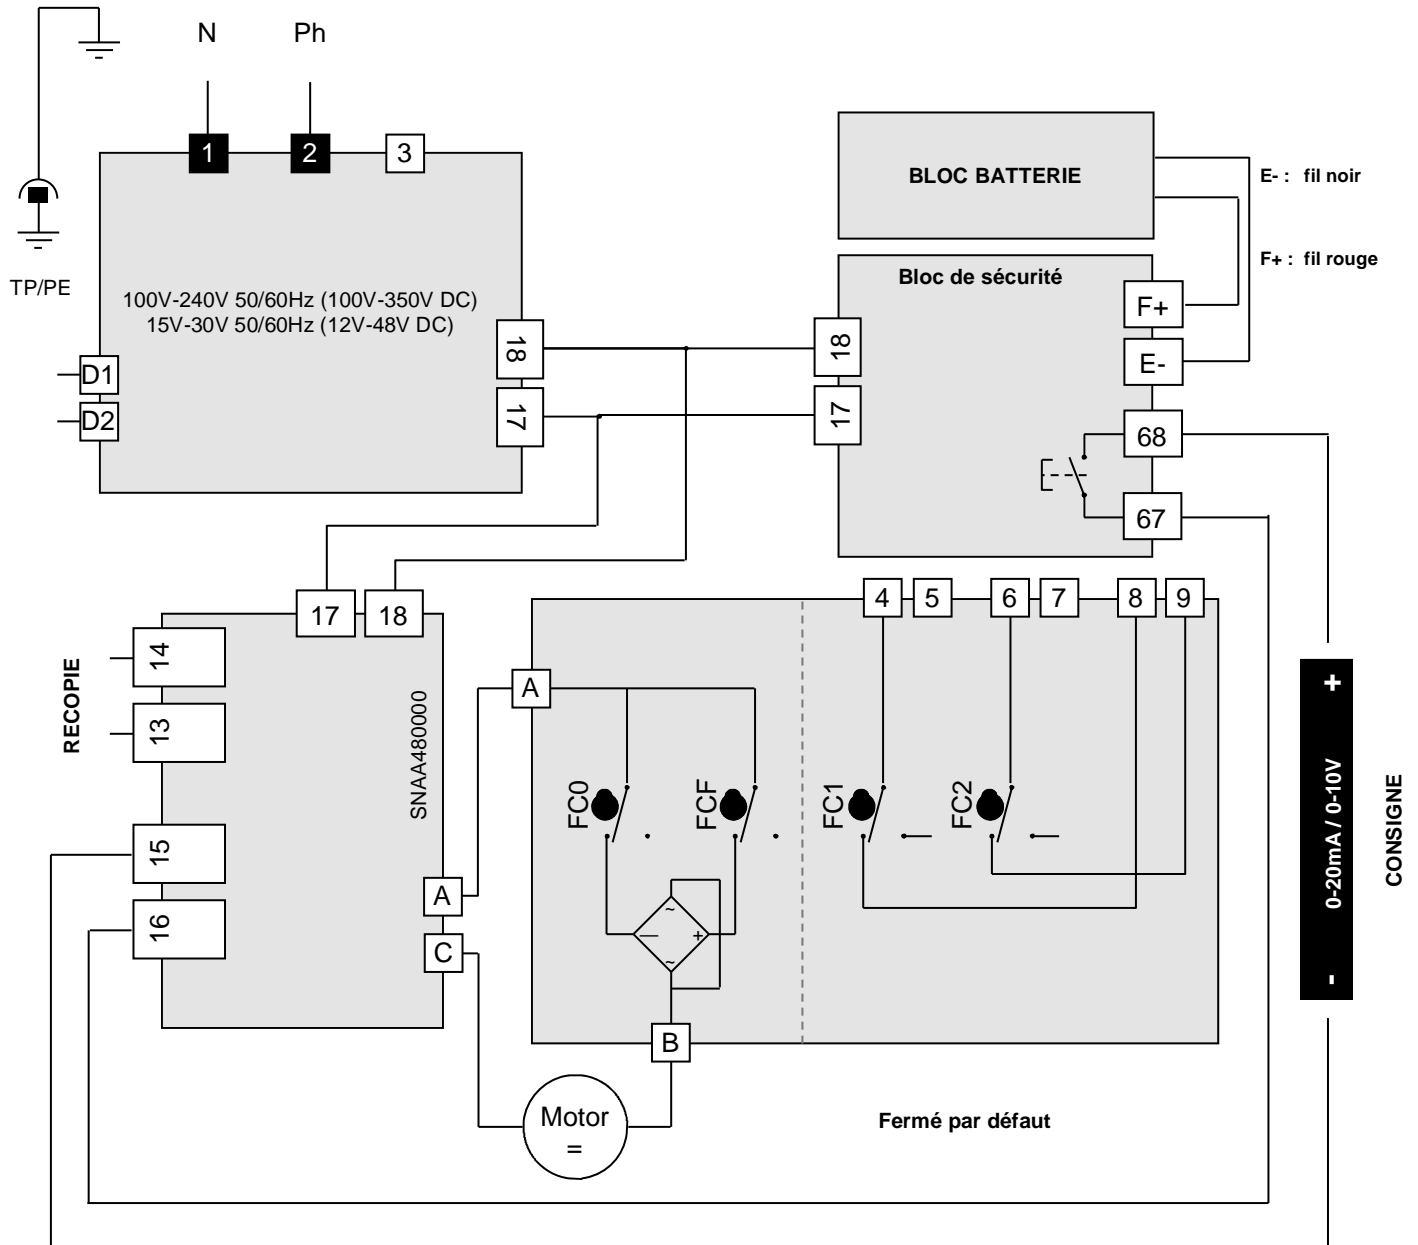 N
Ph
1
2
3
BLOC BATTERIE
E- : fil noir
F+ : fil rouge
TP/PE
100V-240V 50/60Hz (100V-350V DC)
15V-30V 50/60Hz (12V-48V DC)
D1
D2
18
17
Bloc de sécurité
18
17
F+
E-
68
67
17
18
14
13
RECOPIE
15
16
SNAA480000
A
C
A
4
5
6
7
8
9
FC0
FCF
FC1
FC2
~
—
+
~
B
Motor
=
Fermé par défaut
+
0-20mA / 0-10V
-
CONSIGNE